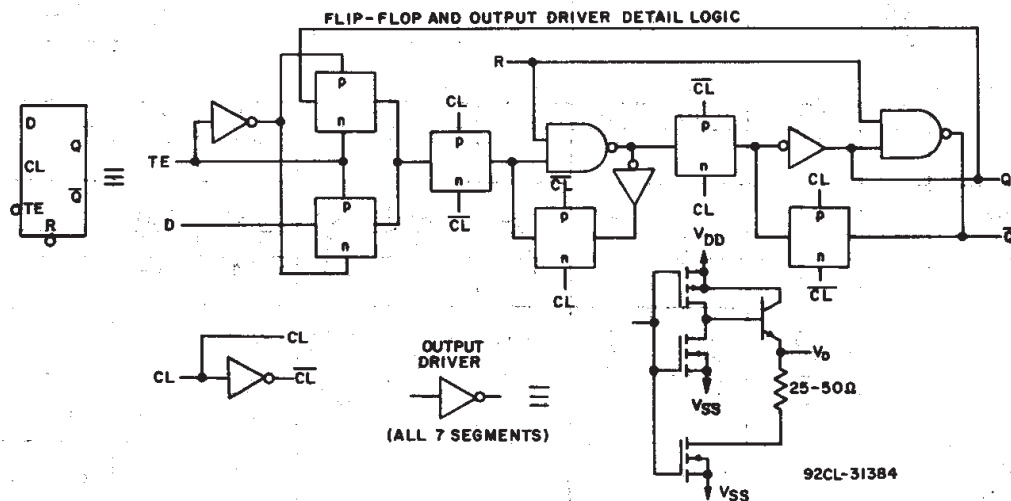 FLIP-FLOP AND OUTPUT DRIVER DETAIL LOGIC
R
D
Q
CL
Q̅
TE
R
≡
TE
D
p
n
p
n
CL
p
n
C̅L̅
C̅L̅
p
n
CL
C̅L̅
p
n
CL
CL
p
n
C̅L̅
Q
Q̅
CL
CL
C̅L̅
OUTPUT
DRIVER
≡
(ALL 7 SEGMENTS)
VDD
VD
25-50Ω
VSS
VSS
92CL-31384